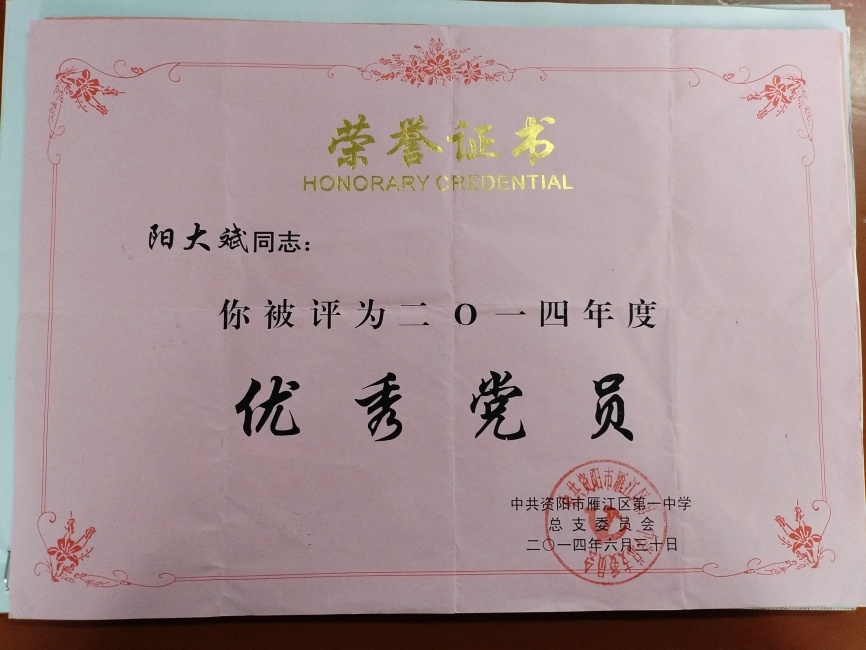 荣誉证书
HONORARY CREDENTIAL
阳大斌同志：
你被评为二O一四年度
优秀党员
中共资阳市雁江区第一中学
总支委员会
二〇一四年六月三十日